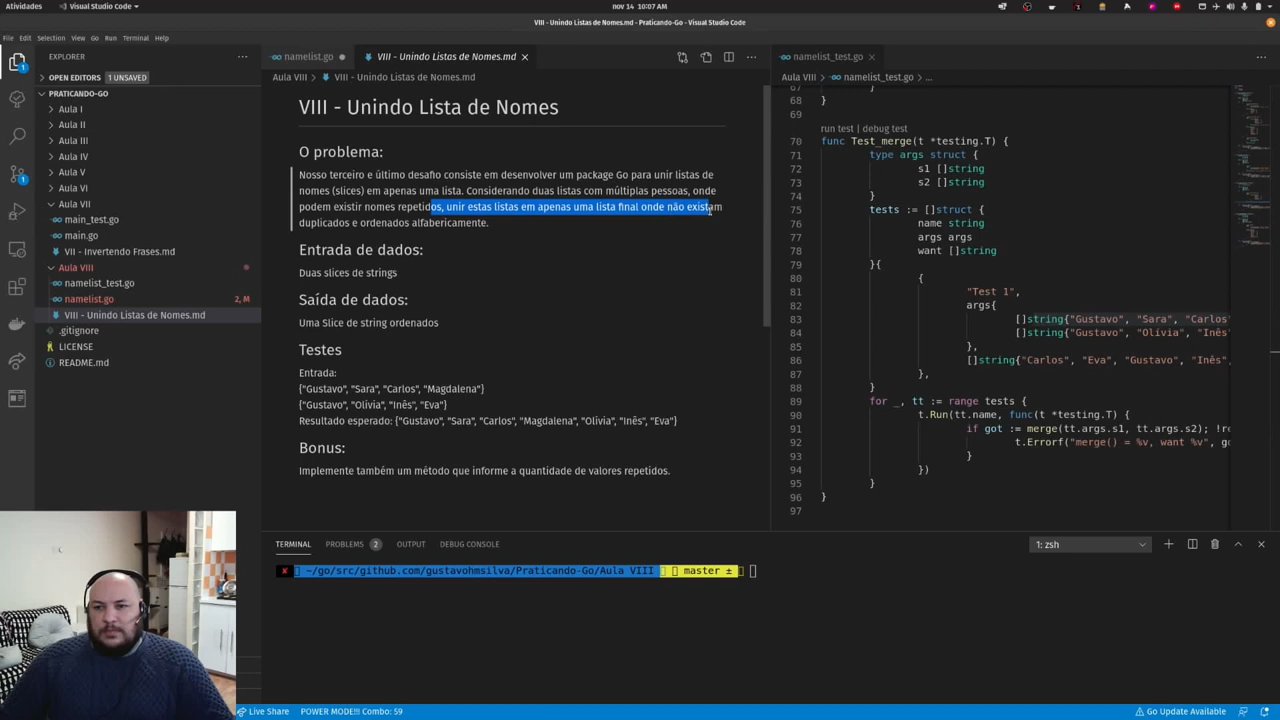 Atividades
Visual Studio Code
nov 14 10:07 AM
VIII - Unindo Listas de Nomes.md - Praticando-Go - Visual Studio Code
File Edit Selection View Go Run Terminal Help
EXPLORER
OPEN EDITORS 1 UNSAVED
PRATICANDO-GO
Aula I
Aula II
Aula III
Aula IV
Aula V
Aula VI
Aula VII
main_test.go
main.go
VII - Invertendo Frases.md
Aula VIII
namelist_test.go
namelist.go 2, M
VIII - Unindo Listas de Nomes.md
.gitignore
LICENSE
README.md
namelist.go
VIII - Unindo Listas de Nomes.md
Aula VIII > VIII - Unindo Listas de Nomes.md
VIII - Unindo Lista de Nomes
O problema:
Nosso terceiro e último desafio consiste em desenvolver um package Go para unir listas de
nomes (slices) em apenas uma lista. Considerando duas listas com múltiplas pessoas, onde
podem existir nomes repetidos, unir estas listas em apenas uma lista final onde não existam
duplicados e ordenados alfabericamente.
Entrada de dados:
Duas slices de strings
Saída de dados:
Uma Slice de string ordenados
Testes
Entrada:
{"Gustavo", "Sara", "Carlos", "Magdalena"}
{"Gustavo", "Olivia", "Inês", "Eva"}
Resultado esperado: {"Gustavo", "Sara", "Carlos", "Magdalena", "Olivia", "Inês", "Eva"}
Bonus:
Implemente também um método que informe a quantidade de valores repetidos.
namelist_test.go
Aula VIII > namelist_test.go > ...
67 }
68 }
69
run test | debug test
70 func Test_merge(t *testing.T) {
71 type args struct {
72 s1 []string
73 s2 []string
74 }
75 tests := []struct {
76 name string
77 args args
78 want []string
79 }{
80 {
81 "Test 1",
82 args{
83 []string{"Gustavo", "Sara", "Carlos"
84 []string{"Gustavo", "Olivia", "Inês"
85 },
86 []string{"Carlos", "Eva", "Gustavo", "Inês",
87 },
88 }
89 for _, tt := range tests {
90 t.Run(tt.name, func(t *testing.T) {
91 if got := merge(tt.args.s1, tt.args.s2); !r
92 t.Errorf("merge() = %v, want %v", g
93 }
94 })
95 }
96 }
97
TERMINAL PROBLEMS 2 OUTPUT DEBUG CONSOLE
1: zsh
~/go/src/github.com/gustavohmsilva/Praticando-Go/Aula VIII master ±
Live Share POWER MODE!!! Combo: 59
Go Update Available